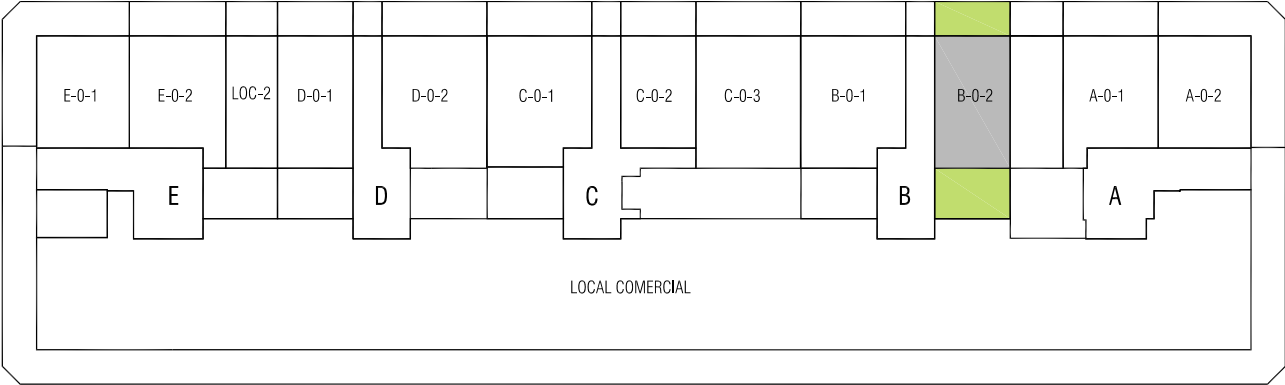 E-0-1 E-0-2 LOC-2 D-0-1 D-0-2 C-0-1 C-0-2 C-0-3 B-0-1 B-0-2 A-0-1 A-0-2
E D C B A
LOCAL COMERCIAL